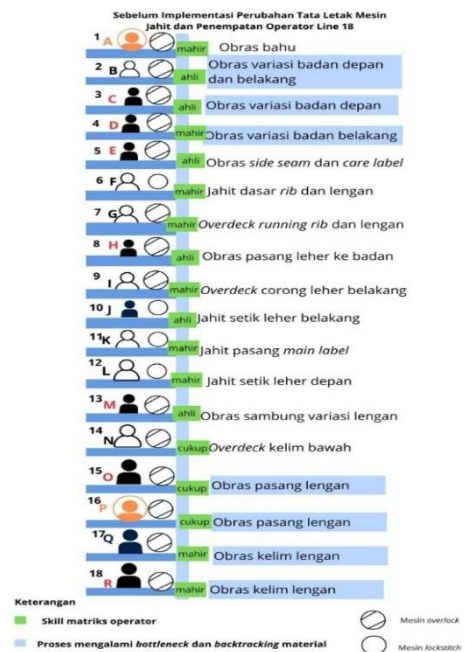 Sebelum Implementasi Perubahan Tata Letak Mesin
Jahit dan Penempatan Operator Line 18
1 A mahir Obras bahu
2 B ahli Obras variasi badan depan
dan belakang
3 C ahli Obras variasi badan depan
4 D mahir Obras variasi badan belakang
5 E ahli Obras side seam dan care label
6 F mahir Jahit dasar rib dan lengan
7 G mahir Overdeck running rib dan lengan
8 H ahli Obras pasang leher ke badan
9 I mahir Overdeck corong leher belakang
10 J ahli Jahit setik leher belakang
11 K mahir Jahit pasang main label
12 L mahir Jahit setik leher depan
13 M ahli Obras sambung variasi lengan
14 N cukup Overdeck kelim bawah
15 O cukup Obras pasang lengan
16 P cukup Obras pasang lengan
17 Q mahir Obras kelim lengan
18 R mahir Obras kelim lengan
Keterangan
Skill matriks operator
Mesin overlock
Proses mengalami bottleneck dan backtracking material
Mesin lockstitch